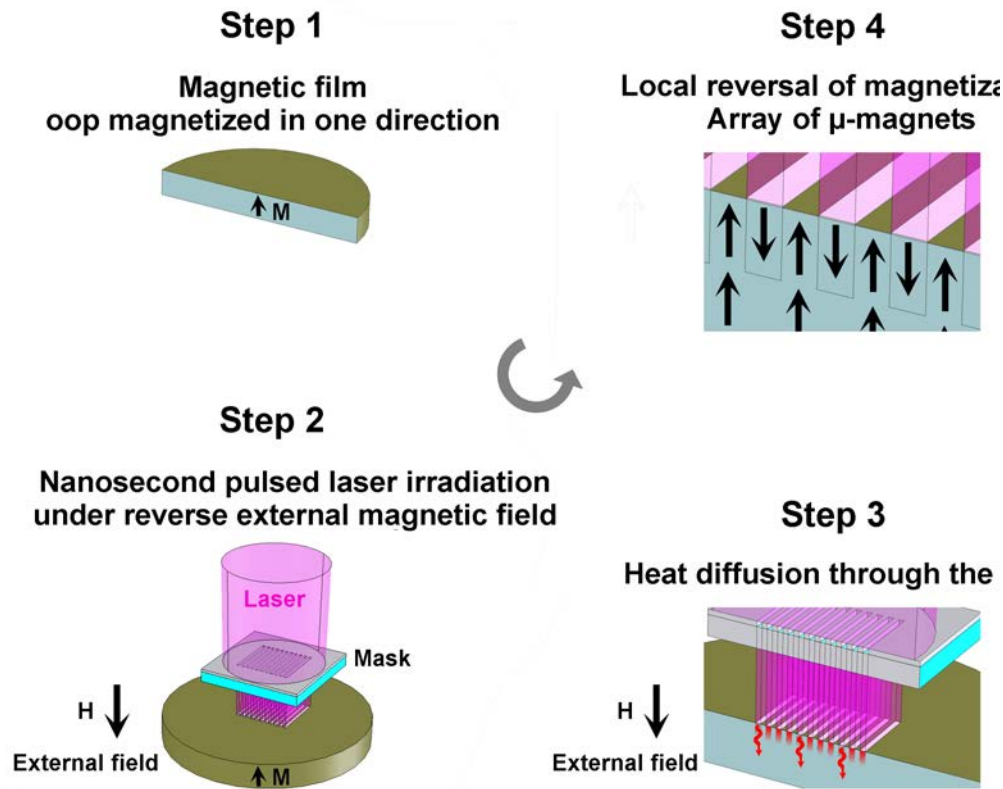 Step 1
Magnetic film
oop magnetized in one direction
M
Step 2
Nanosecond pulsed laser irradiation
under reverse external magnetic field
Laser
Mask
H
External field
M
Step 3
Heat diffusion through the
H
External field
Step 4
Local reversal of magnetiza
Array of μ-magnets